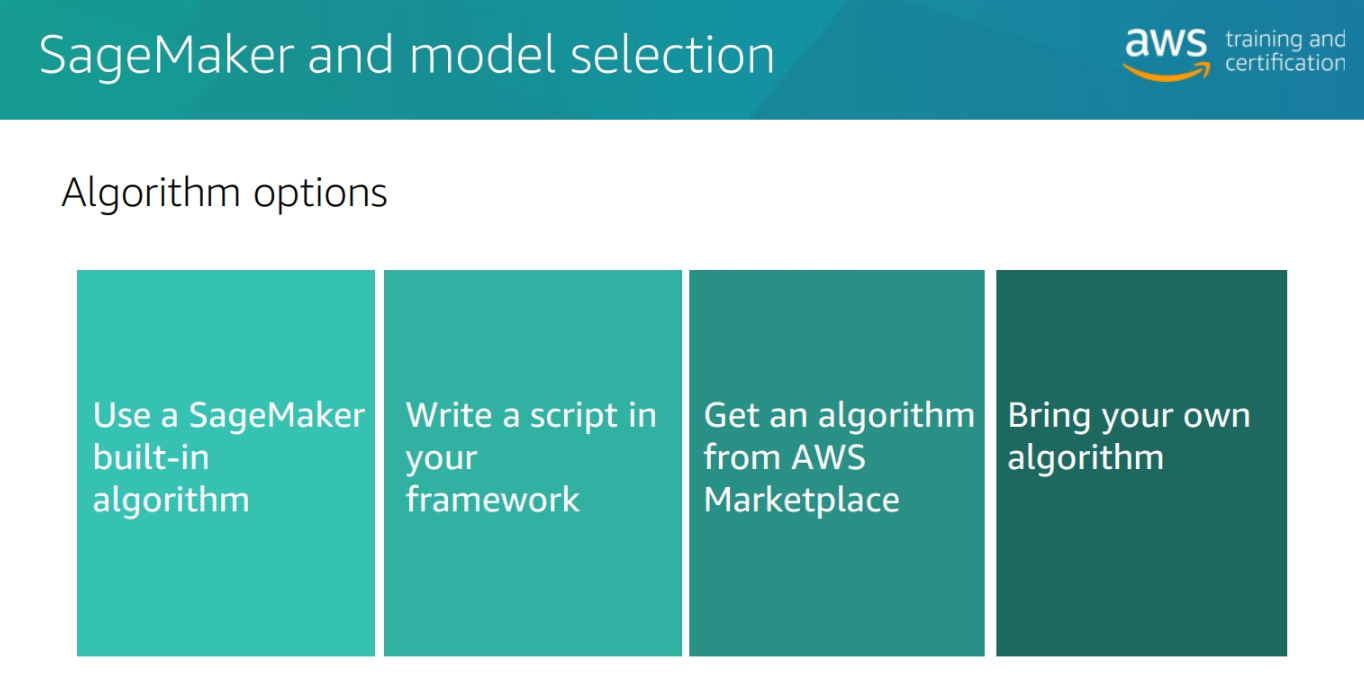 SageMaker and model selection
aws training and
certification
Algorithm options
Use a SageMaker
built-in
algorithm
Write a script in
your
framework
Get an algorithm
from AWS
Marketplace
Bring your own
algorithm